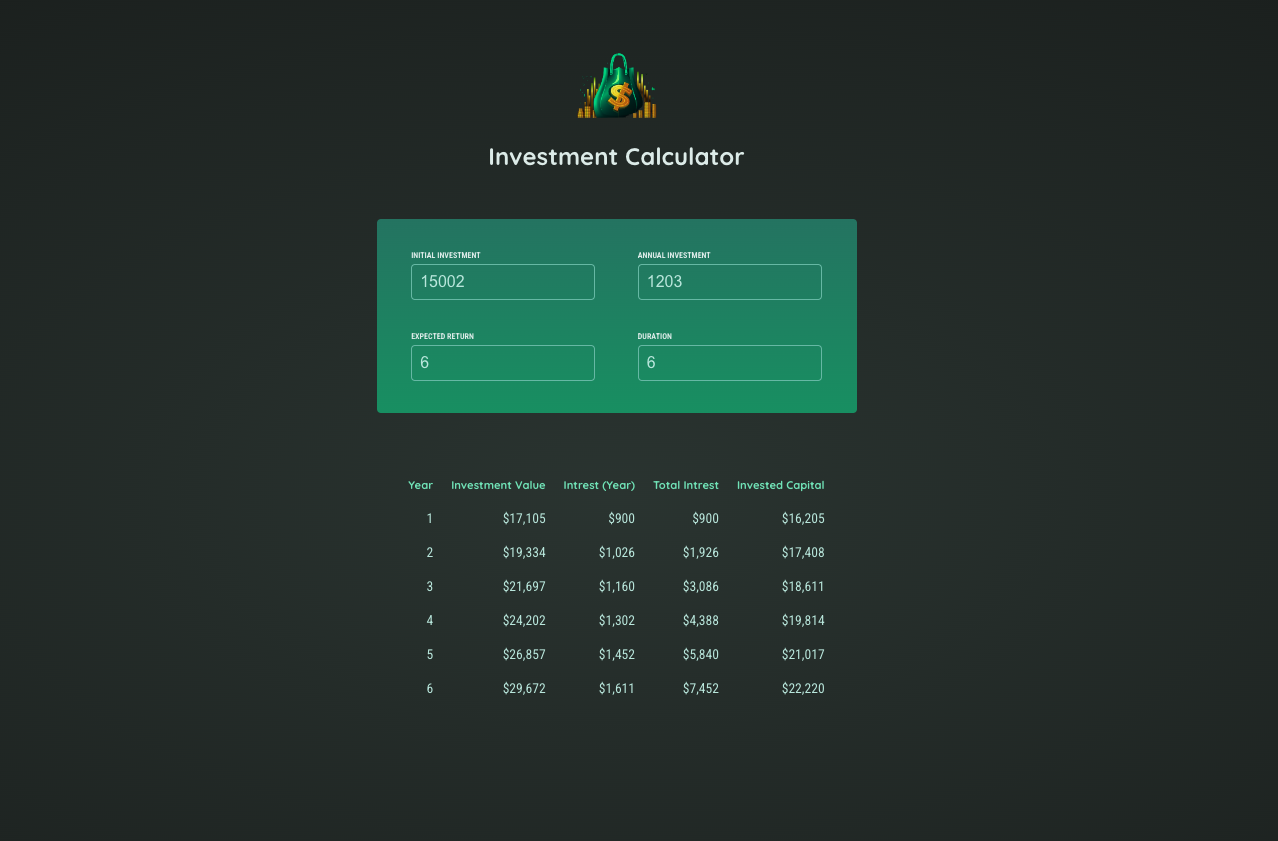 $
Investment Calculator
INITIAL INVESTMENT ANNUAL INVESTMENT
15002 1203
EXPECTED RETURN DURATION
6 6
Year Investment Value Intrest (Year) Total Intrest Invested Capital
1 $17,105 $900 $900 $16,205
2 $19,334 $1,026 $1,926 $17,408
3 $21,697 $1,160 $3,086 $18,611
4 $24,202 $1,302 $4,388 $19,814
5 $26,857 $1,452 $5,840 $21,017
6 $29,672 $1,611 $7,452 $22,220